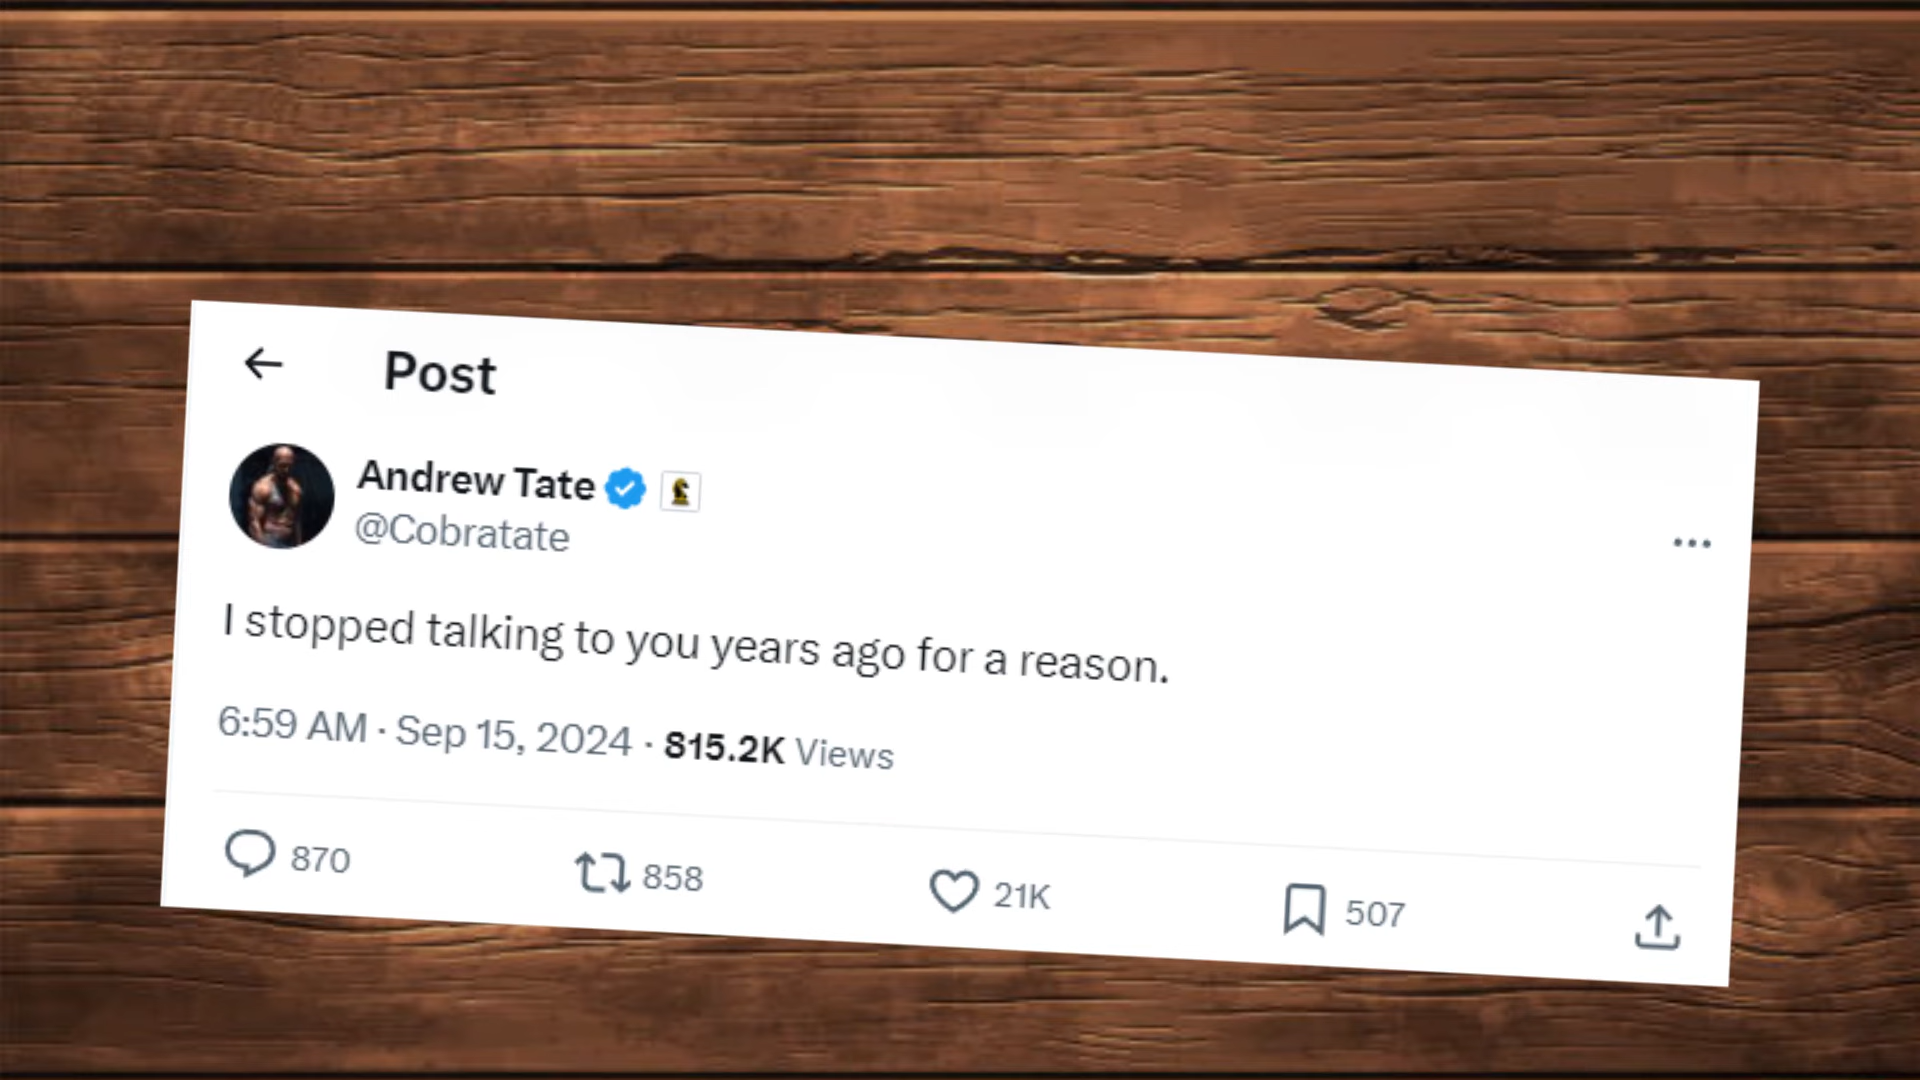 Post
Andrew Tate
@Cobratate
I stopped talking to you years ago for a reason.
6:59 AM · Sep 15, 2024 · 815.2K Views
870 858 21K 507